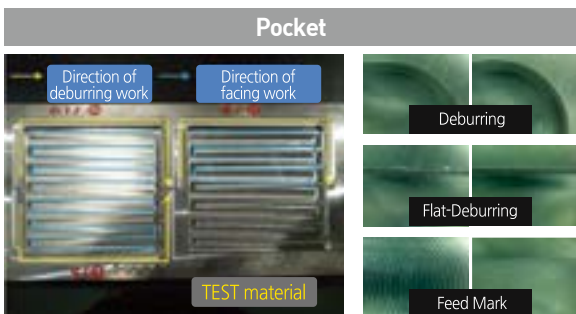 Pocket
Direction of
deburring work
Direction of
facing work
TEST material
Deburring
Flat-Deburring
Feed Mark